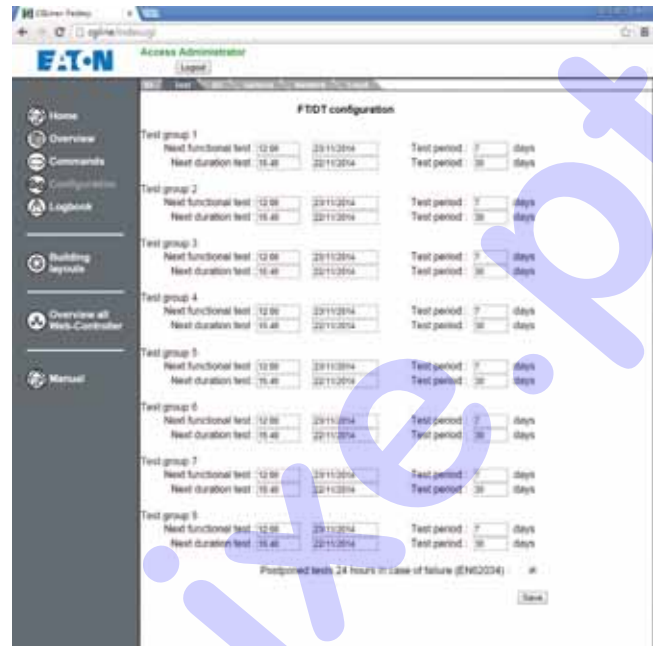 CGLine+ Testing
cgline/index.cgi
EATON
Access Administrator
Logout
Test
Home
Overview
Commands
Configuration
Logbook
Building layouts
Overview all Web-Controller
Manual
FT/DT configuration
Test group 1
Next functional test 12:00 23/11/2014 Test period : 7 days
Next duration test 15:40 22/11/2014 Test period : 30 days
Test group 2
Next functional test 12:00 23/11/2014 Test period : 7 days
Next duration test 15:40 22/11/2014 Test period : 30 days
Test group 3
Next functional test 12:00 23/11/2014 Test period : 7 days
Next duration test 15:40 22/11/2014 Test period : 30 days
Test group 4
Next functional test 12:00 23/11/2014 Test period : 7 days
Next duration test 15:40 22/11/2014 Test period : 30 days
Test group 5
Next functional test 12:00 23/11/2014 Test period : 7 days
Next duration test 15:40 22/11/2014 Test period : 30 days
Test group 6
Next functional test 12:00 23/11/2014 Test period : 7 days
Next duration test 15:40 22/11/2014 Test period : 30 days
Test group 7
Next functional test 12:00 23/11/2014 Test period : 7 days
Next duration test 15:40 22/11/2014 Test period : 30 days
Test group 8
Next functional test 12:00 23/11/2014 Test period : 7 days
Next duration test 15:40 22/11/2014 Test period : 30 days
Postponed tests 24 hours in case of failure (EN62034)
Save